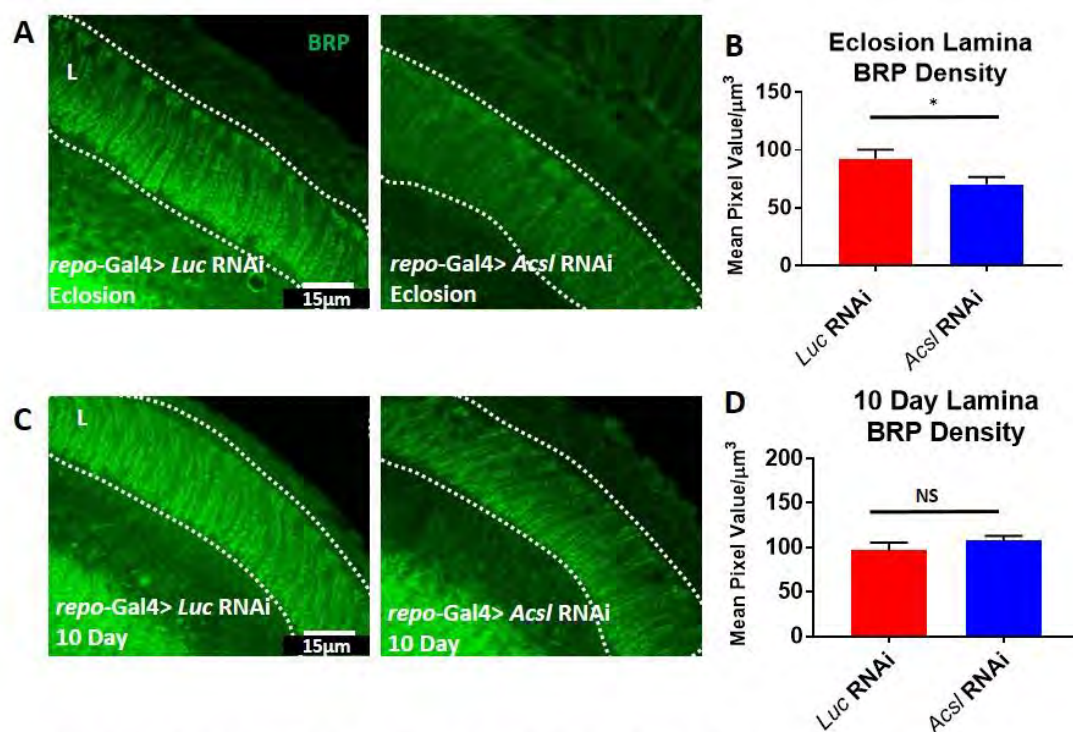 A
BRP
L
repo-Gal4> Luc RNAi
Eclosion
15µm
repo-Gal4> Acsl RNAi
Eclosion
B
Eclosion Lamina
BRP Density
Mean Pixel Value/µm³
150
100
50
0
*
Luc RNAi
Acsl RNAi
C
L
repo-Gal4> Luc RNAi
10 Day
15µm
repo-Gal4> Acsl RNAi
10 Day
D
10 Day Lamina
BRP Density
Mean Pixel Value/µm³
200
150
100
50
0
NS
Luc RNAi
Acsl RNAi